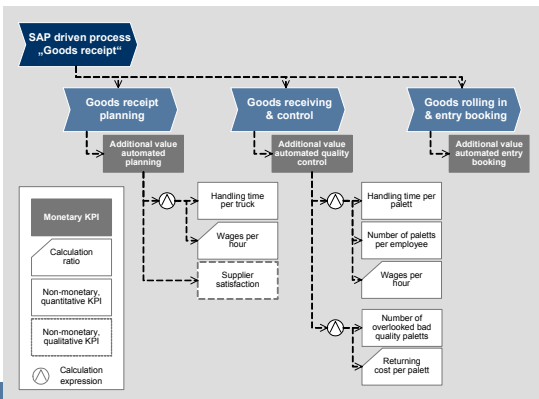 SAP driven process
„Goods receipt“
Goods receipt
planning
Goods receiving
& control
Goods rolling in
& entry booking
Additional value
automated
planning
Additional value
automated quality
control
Additional value
automated entry
booking
Handling time
per truck
Wages per
hour
Supplier
satisfaction
Handling time per
palett
Number of paletts
per employee
Wages per
hour
Number of
overlooked bad
quality paletts
Returning
cost per palett
Monetary KPI
Calculation
ratio
Non-monetary,
quantitative KPI
Non-monetary,
qualitative KPI
Calculation
expression